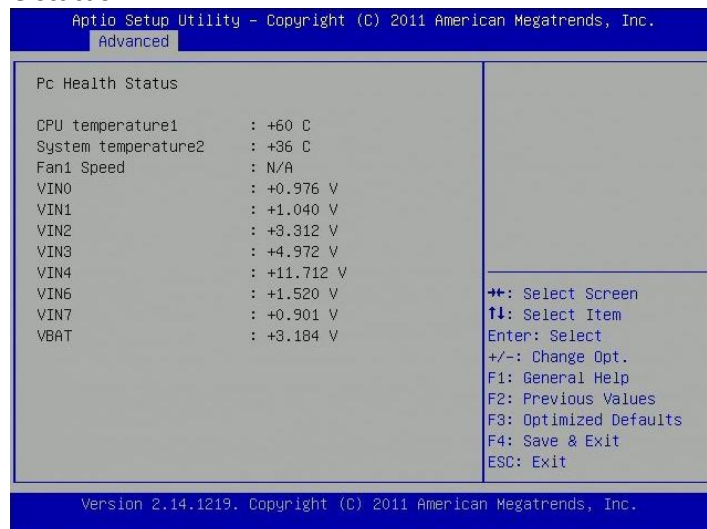 Aptio Setup Utility – Copyright (C) 2011 American Megatrends, Inc.
Advanced
Pc Health Status
CPU temperature1 : +60 C
System temperature2 : +36 C
Fan1 Speed : N/A
VIN0 : +0.976 V
VIN1 : +1.040 V
VIN2 : +3.312 V
VIN3 : +4.972 V
VIN4 : +11.712 V
VIN6 : +1.520 V
VIN7 : +0.901 V
VBAT : +3.184 V
→←: Select Screen
↑↓: Select Item
Enter: Select
+/-: Change Opt.
F1: General Help
F2: Previous Values
F3: Optimized Defaults
F4: Save & Exit
ESC: Exit
Version 2.14.1219. Copyright (C) 2011 American Megatrends, Inc.